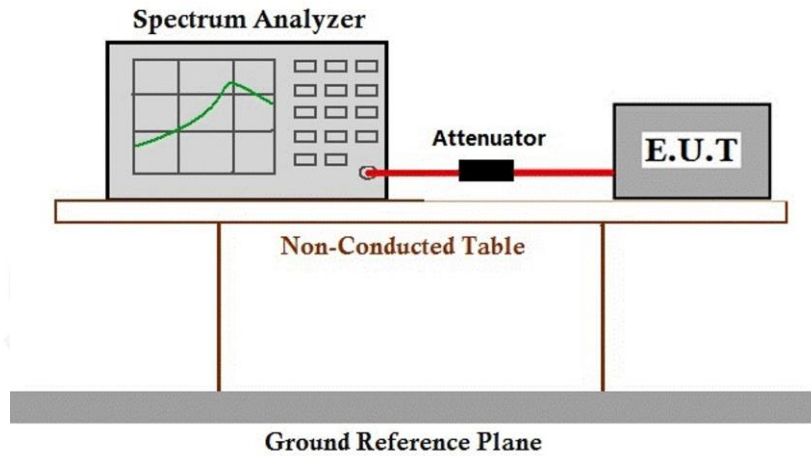 Spectrum Analyzer
Attenuator
E.U.T
Non-Conducted Table
Ground Reference Plane